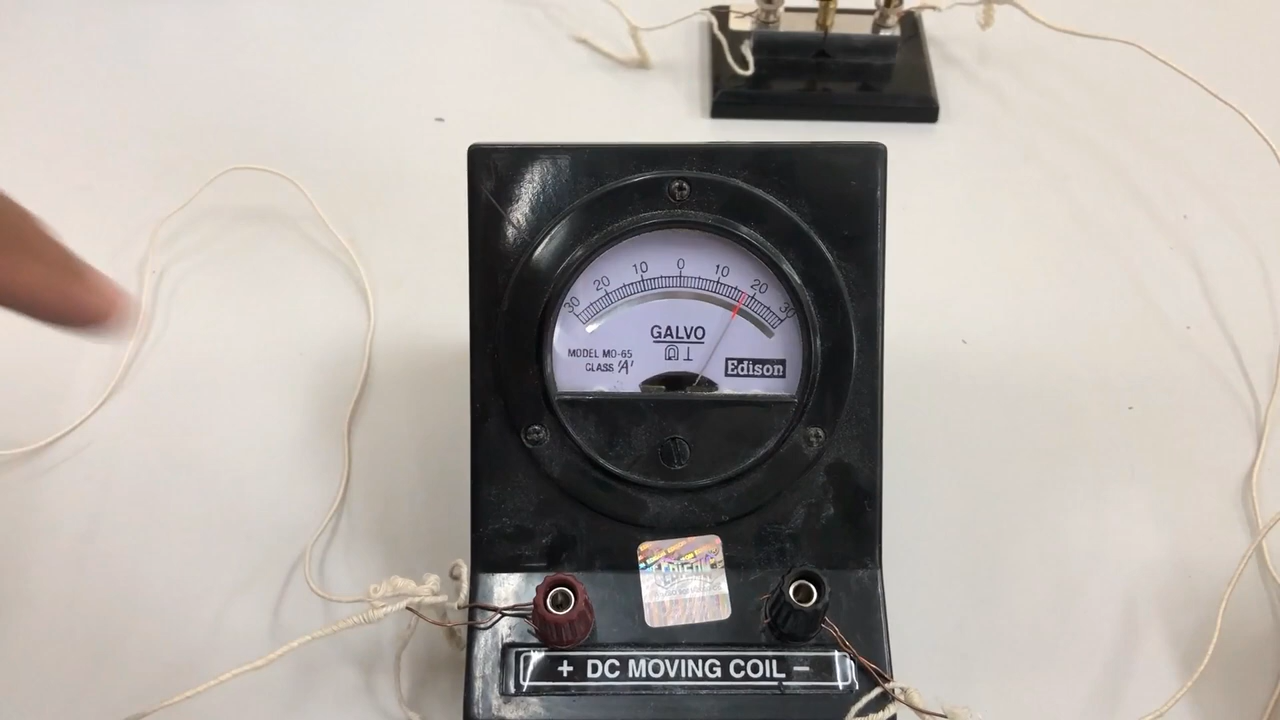 30 20 10 0 10 20 30
GALVO
MODEL MO-65
CLASS 'A'
Edison
+ DC MOVING COIL -